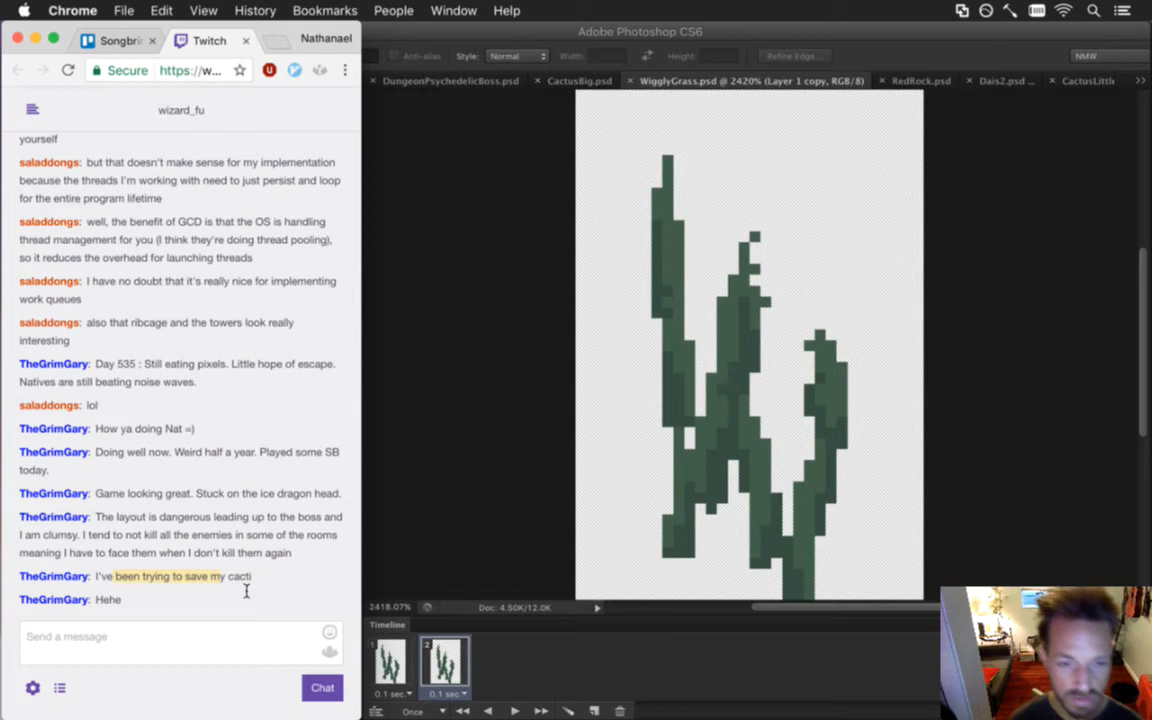 Chrome File Edit View History Bookmarks People Window Help
Songbrin Twitch Nathanael
Secure https://w...
wizard_fu
yourself
saladdongs: but that doesn't make sense for my implementation
because the threads I'm working with need to just persist and loop
for the entire program lifetime
saladdongs: well, the benefit of GCD is that the OS is handling
thread management for you (I think they're doing thread pooling),
so it reduces the overhead for launching threads
saladdongs: I have no doubt that it's really nice for implementing
work queues
saladdongs: also that ribcage and the towers look really
interesting
TheGrimGary: Day 535 : Still eating pixels. Little hope of escape.
Natives are still beating noise waves.
saladdongs: lol
TheGrimGary: How ya doing Nat =)
TheGrimGary: Doing well now. Weird half a year. Played some SB
today.
TheGrimGary: Game looking great. Stuck on the ice dragon head.
TheGrimGary: The layout is dangerous leading up to the boss and
I am clumsy. I tend to not kill all the enemies in some of the rooms
meaning I have to face them when I don't kill them again
TheGrimGary: I've been trying to save my cacti
TheGrimGary: Hehe
Send a message
Chat
Adobe Photoshop CS6
Anti-alias Style: Normal Width: Height: Refine Edge... NMW
DungeonPsychedelicBoss.psd CactusBig.psd WigglyGrass.psd @ 2420% (Layer 1 copy, RGB/8) RedRock.psd Dais2.psd ... CactusLittle
2418.07% Doc: 4.50K/12.0K
Timeline
1 2
0.1 sec. 0.1 sec.
Once